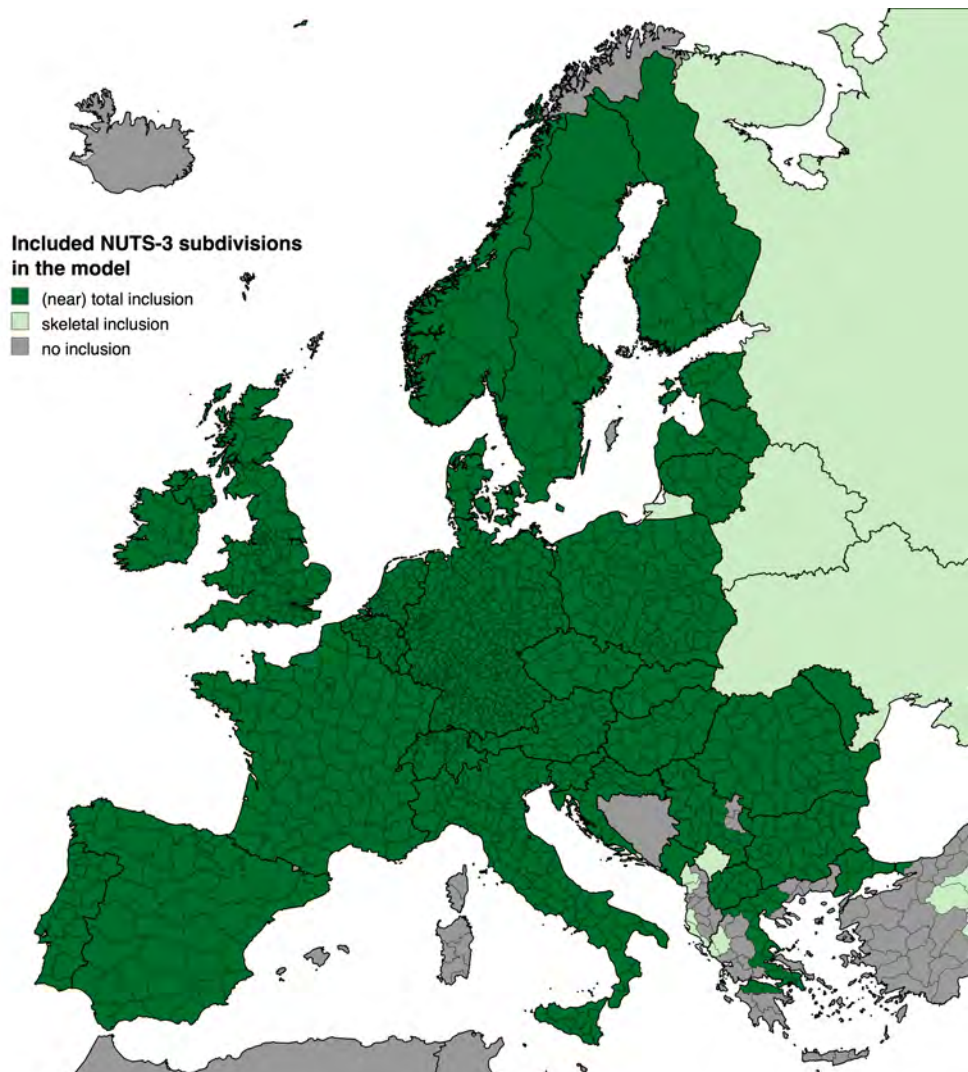 Included NUTS-3 subdivisions
in the model
(near) total inclusion
skeletal inclusion
no inclusion